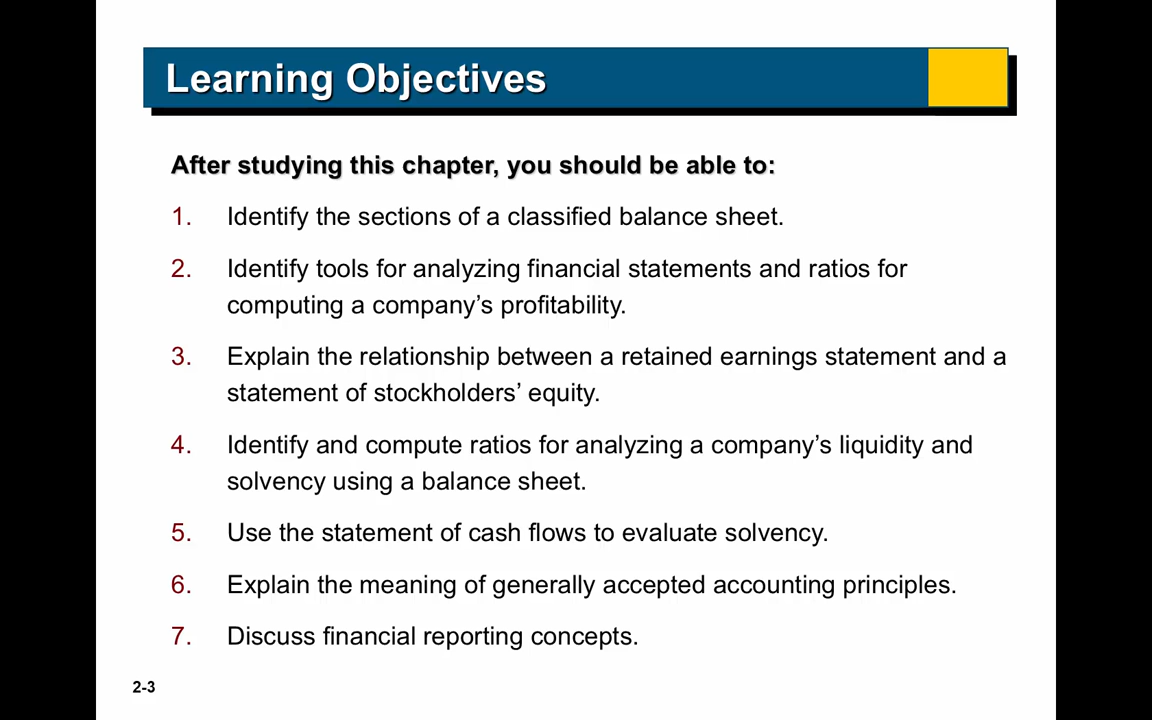 Learning Objectives
After studying this chapter, you should be able to:
1. Identify the sections of a classified balance sheet.
2. Identify tools for analyzing financial statements and ratios for
computing a company’s profitability.
3. Explain the relationship between a retained earnings statement and a
statement of stockholders’ equity.
4. Identify and compute ratios for analyzing a company’s liquidity and
solvency using a balance sheet.
5. Use the statement of cash flows to evaluate solvency.
6. Explain the meaning of generally accepted accounting principles.
7. Discuss financial reporting concepts.
2-3